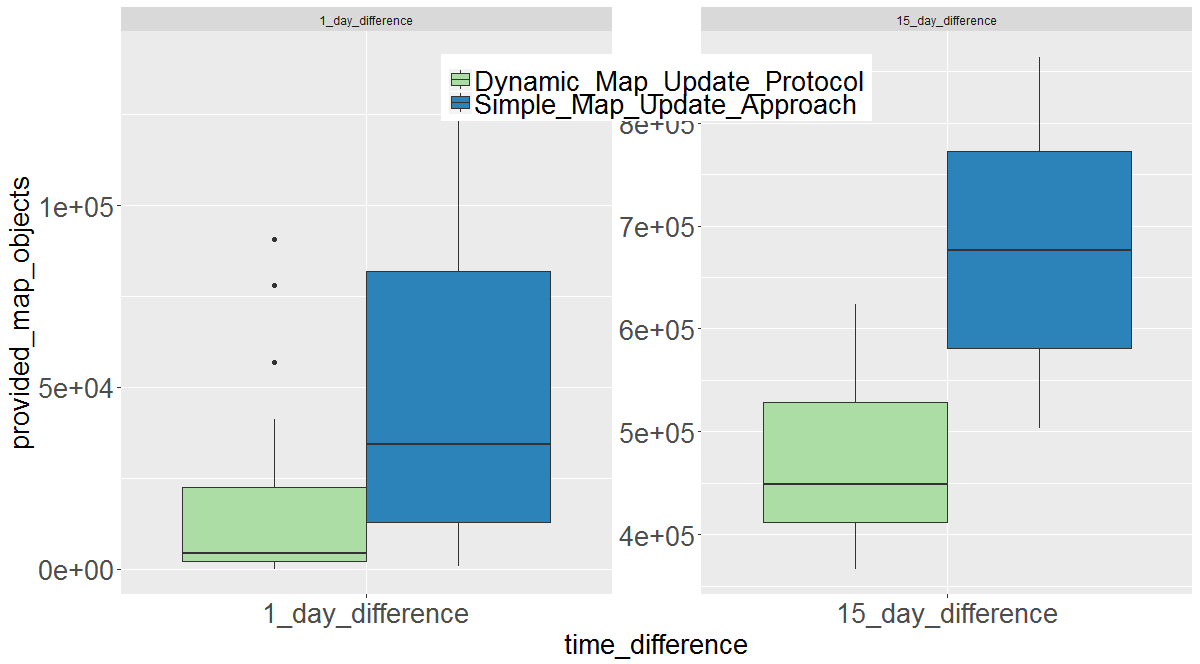 1_day_difference
15_day_difference
Dynamic_Map_Update_Protocol
Simple_Map_Update_Approach
provided_map_objects
1e+05
5e+04
0e+00
8e+05
7e+05
6e+05
5e+05
4e+05
1_day_difference
15_day_difference
time_difference